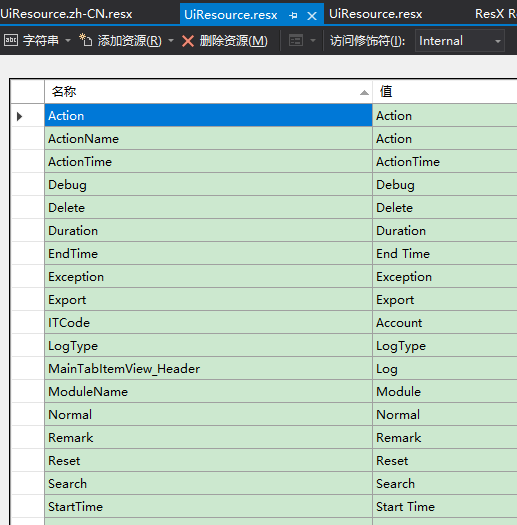 UiResource.zh-CN.resx UiResource.resx UiResource.resx ResX R
abc 字符串 添加资源(R) 删除资源(M) 访问修饰符(I): Internal
名称 值
Action Action
ActionName Action
ActionTime ActionTime
Debug Debug
Delete Delete
Duration Duration
EndTime End Time
Exception Exception
Export Export
ITCode Account
LogType LogType
MainTabItemView_Header Log
ModuleName Module
Normal Normal
Remark Remark
Reset Reset
Search Search
StartTime Start Time